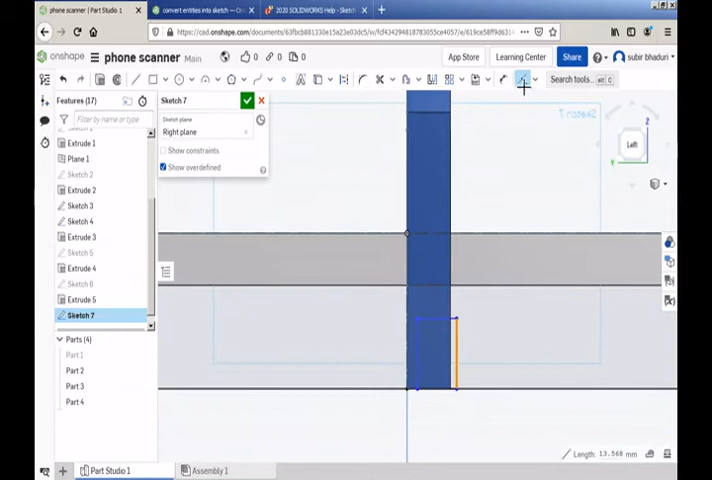 phone scanner | Part Studio 1
convert entities into sketch — On
2020 SOLIDWORKS Help - Sketch
onshape
phone scanner
App Store
Learning Center
Share
subir bhaduri
Search tools...
Features (17)
Filter by name or type
Extrude 1
Plane 1
Sketch 2
Extrude 2
Sketch 3
Sketch 4
Extrude 3
Sketch 5
Extrude 4
Sketch 6
Extrude 5
Sketch 7
Parts (4)
Part 1
Part 2
Part 3
Part 4
Sketch 7
Sketch plane
Right plane
Show constraints
Show overdefined
Sketch 7
Z
Left
Y
Length: 13.568 mm
Part Studio 1
Assembly 1